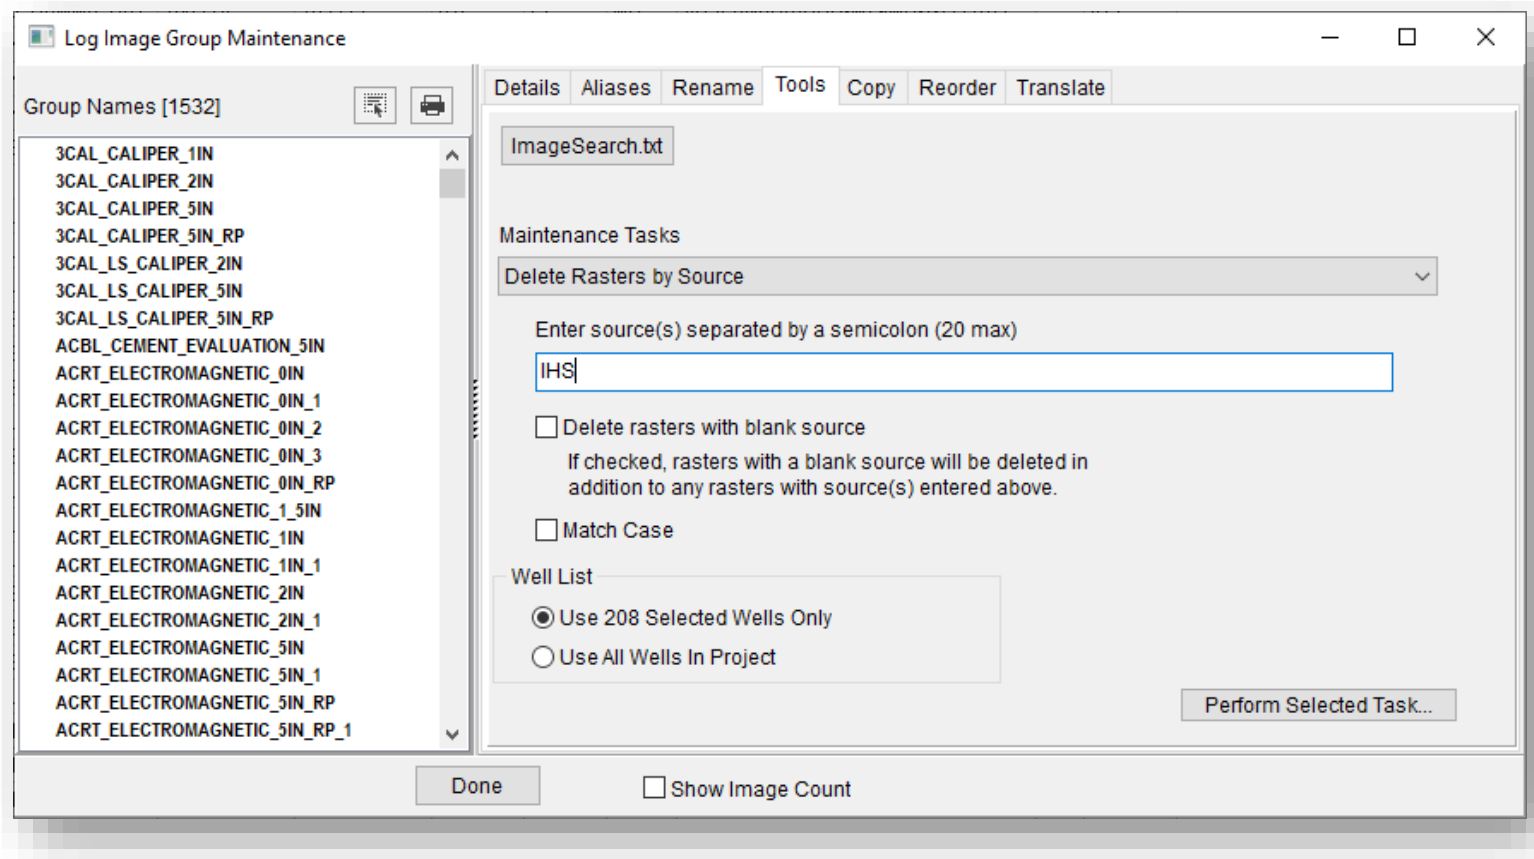 Log Image Group Maintenance
Group Names [1532]
3CAL_CALIPER_1IN
3CAL_CALIPER_2IN
3CAL_CALIPER_5IN
3CAL_CALIPER_5IN_RP
3CAL_LS_CALIPER_2IN
3CAL_LS_CALIPER_5IN
3CAL_LS_CALIPER_5IN_RP
ACBL_CEMENT_EVALUATION_5IN
ACRT_ELECTROMAGNETIC_0IN
ACRT_ELECTROMAGNETIC_0IN_1
ACRT_ELECTROMAGNETIC_0IN_2
ACRT_ELECTROMAGNETIC_0IN_3
ACRT_ELECTROMAGNETIC_0IN_RP
ACRT_ELECTROMAGNETIC_1_5IN
ACRT_ELECTROMAGNETIC_1IN
ACRT_ELECTROMAGNETIC_1IN_1
ACRT_ELECTROMAGNETIC_2IN
ACRT_ELECTROMAGNETIC_2IN_1
ACRT_ELECTROMAGNETIC_5IN
ACRT_ELECTROMAGNETIC_5IN_1
ACRT_ELECTROMAGNETIC_5IN_RP
ACRT_ELECTROMAGNETIC_5IN_RP_1
Details Aliases Rename Tools Copy Reorder Translate
ImageSearch.txt
Maintenance Tasks
Delete Rasters by Source
Enter source(s) separated by a semicolon (20 max)
IHS
Delete rasters with blank source
If checked, rasters with a blank source will be deleted in
addition to any rasters with source(s) entered above.
Match Case
Well List
Use 208 Selected Wells Only
Use All Wells In Project
Perform Selected Task...
Done
Show Image Count